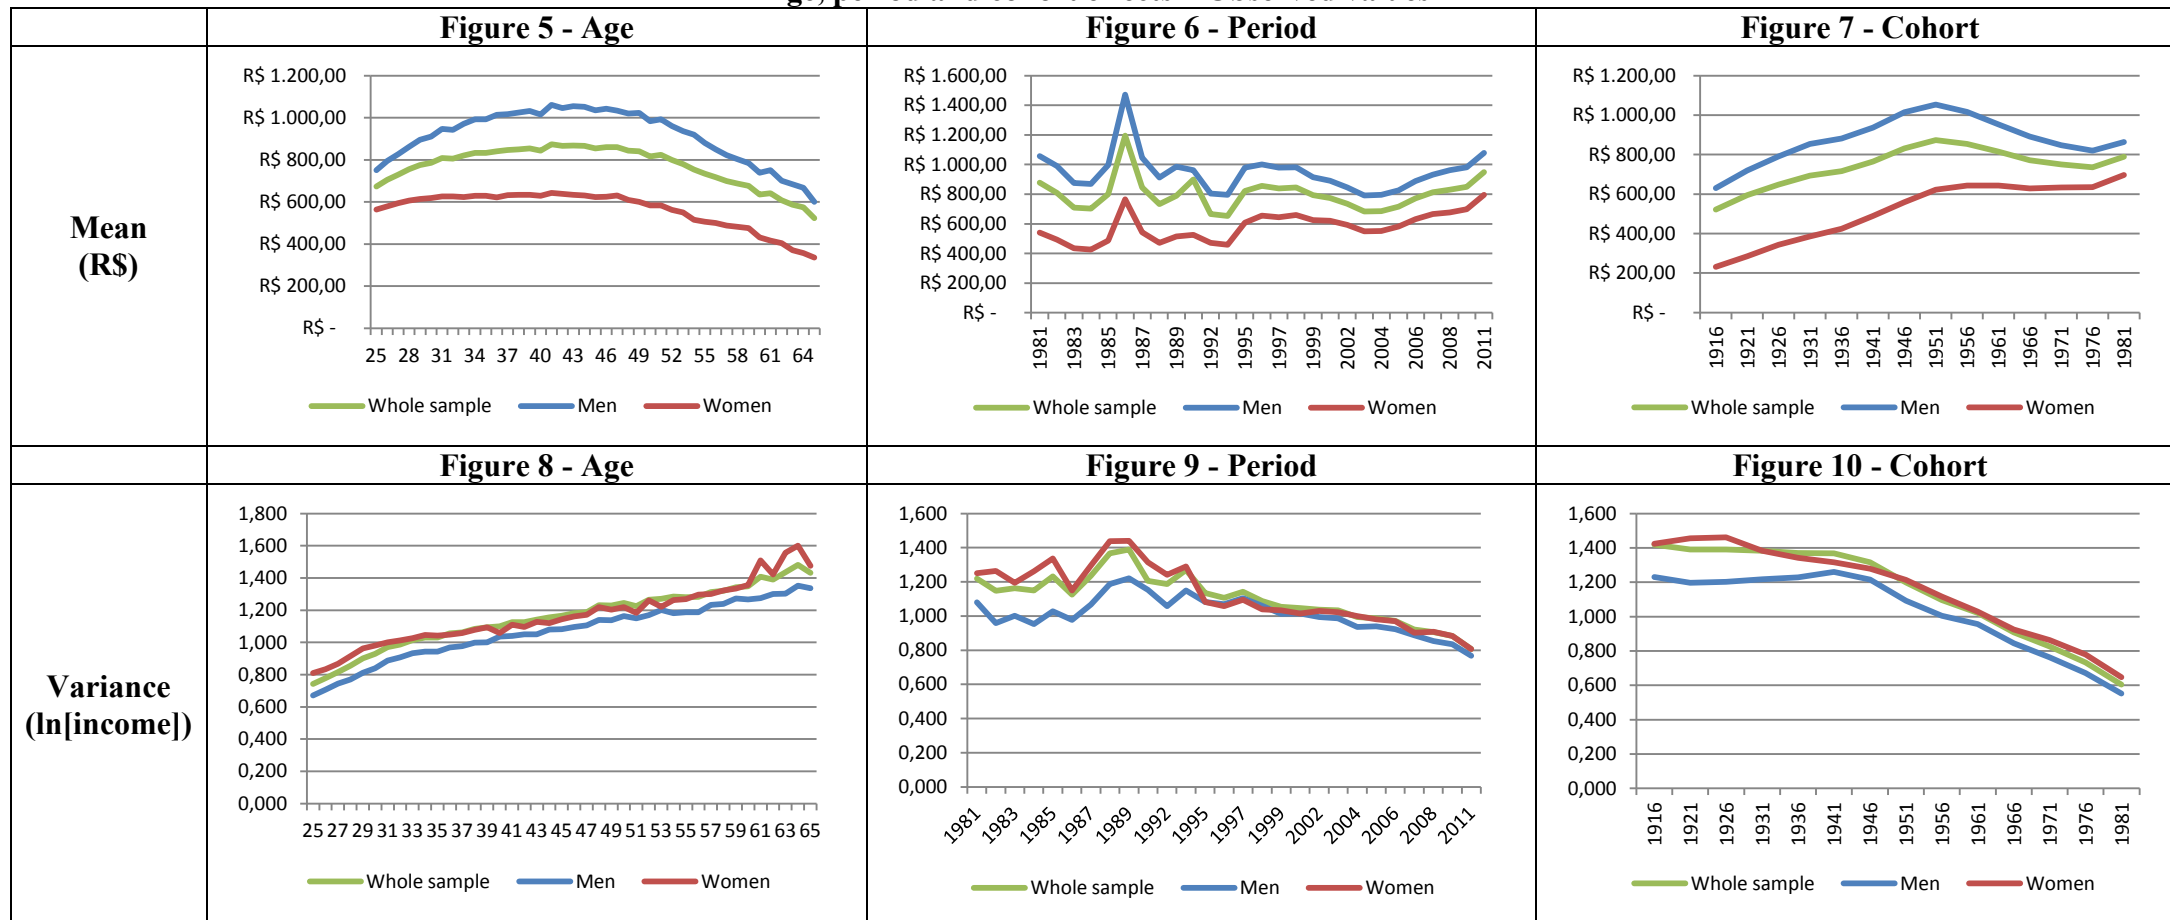 Figure 5 - Age
Figure 6 - Period
Figure 7 - Cohort
Mean
(R$)
R$ 1.200,00
R$ 1.000,00
R$ 800,00
R$ 600,00
R$ 400,00
R$ 200,00
R$ -
25 28 31 34 37 40 43 46 49 52 55 58 61 64
Whole sample Men Women
R$ 1.600,00
R$ 1.400,00
R$ 1.200,00
R$ 1.000,00
R$ 800,00
R$ 600,00
R$ 400,00
R$ 200,00
R$ -
1981 1983 1985 1987 1989 1992 1995 1997 1999 2002 2004 2006 2008 2011
Whole sample Men Women
R$ 1.200,00
R$ 1.000,00
R$ 800,00
R$ 600,00
R$ 400,00
R$ 200,00
R$ -
1916 1921 1926 1931 1936 1941 1946 1951 1956 1961 1966 1971 1976 1981
Whole sample Men Women
Figure 8 - Age
Figure 9 - Period
Figure 10 - Cohort
Variance
(ln[income])
1,800
1,600
1,400
1,200
1,000
0,800
0,600
0,400
0,200
0,000
25 27 29 31 33 35 37 39 41 43 45 47 49 51 53 55 57 59 61 63 65
Whole sample Men Women
1,600
1,400
1,200
1,000
0,800
0,600
0,400
0,200
0,000
1981 1983 1985 1987 1989 1992 1995 1997 1999 2002 2004 2006 2008 2011
Whole sample Men Women
1,600
1,400
1,200
1,000
0,800
0,600
0,400
0,200
0,000
1916 1921 1926 1931 1936 1941 1946 1951 1956 1961 1966 1971 1976 1981
Whole sample Men Women